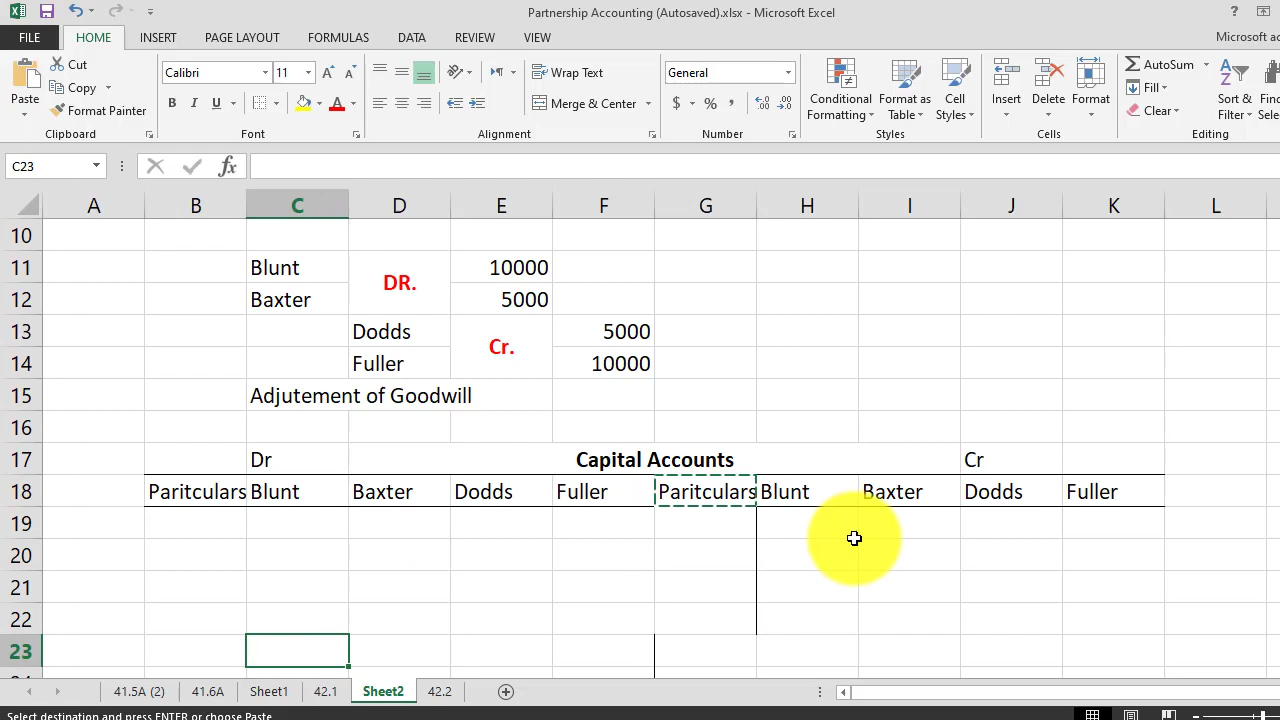 Partnership Accounting (Autosaved).xlsx - Microsoft Excel ?
FILE HOME INSERT PAGE LAYOUT FORMULAS DATA REVIEW VIEW Microsoft
Paste Cut Copy Format Painter
Calibri 11 B I U A A A
Wrap Text Merge & Center
General $ % ,
Conditional Formatting Format as Table Cell Styles
Insert Delete Format
AutoSum Fill Clear Sort & Filter
Clipboard Font Alignment Number Styles Cells Editing
C23 fx
A B C D E F G H I J K L
10
11 Blunt DR. 10000
12 Baxter 5000
13 Dodds Cr. 5000
14 Fuller 10000
15 Adjutement of Goodwill
16
17 Dr Capital Accounts Cr
18 Paritculars Blunt Baxter Dodds Fuller Paritculars Blunt Baxter Dodds Fuller
19
20
21
22
23
41.5A (2) 41.6A Sheet1 42.1 Sheet2 42.2
Select destination and press ENTER or choose Paste